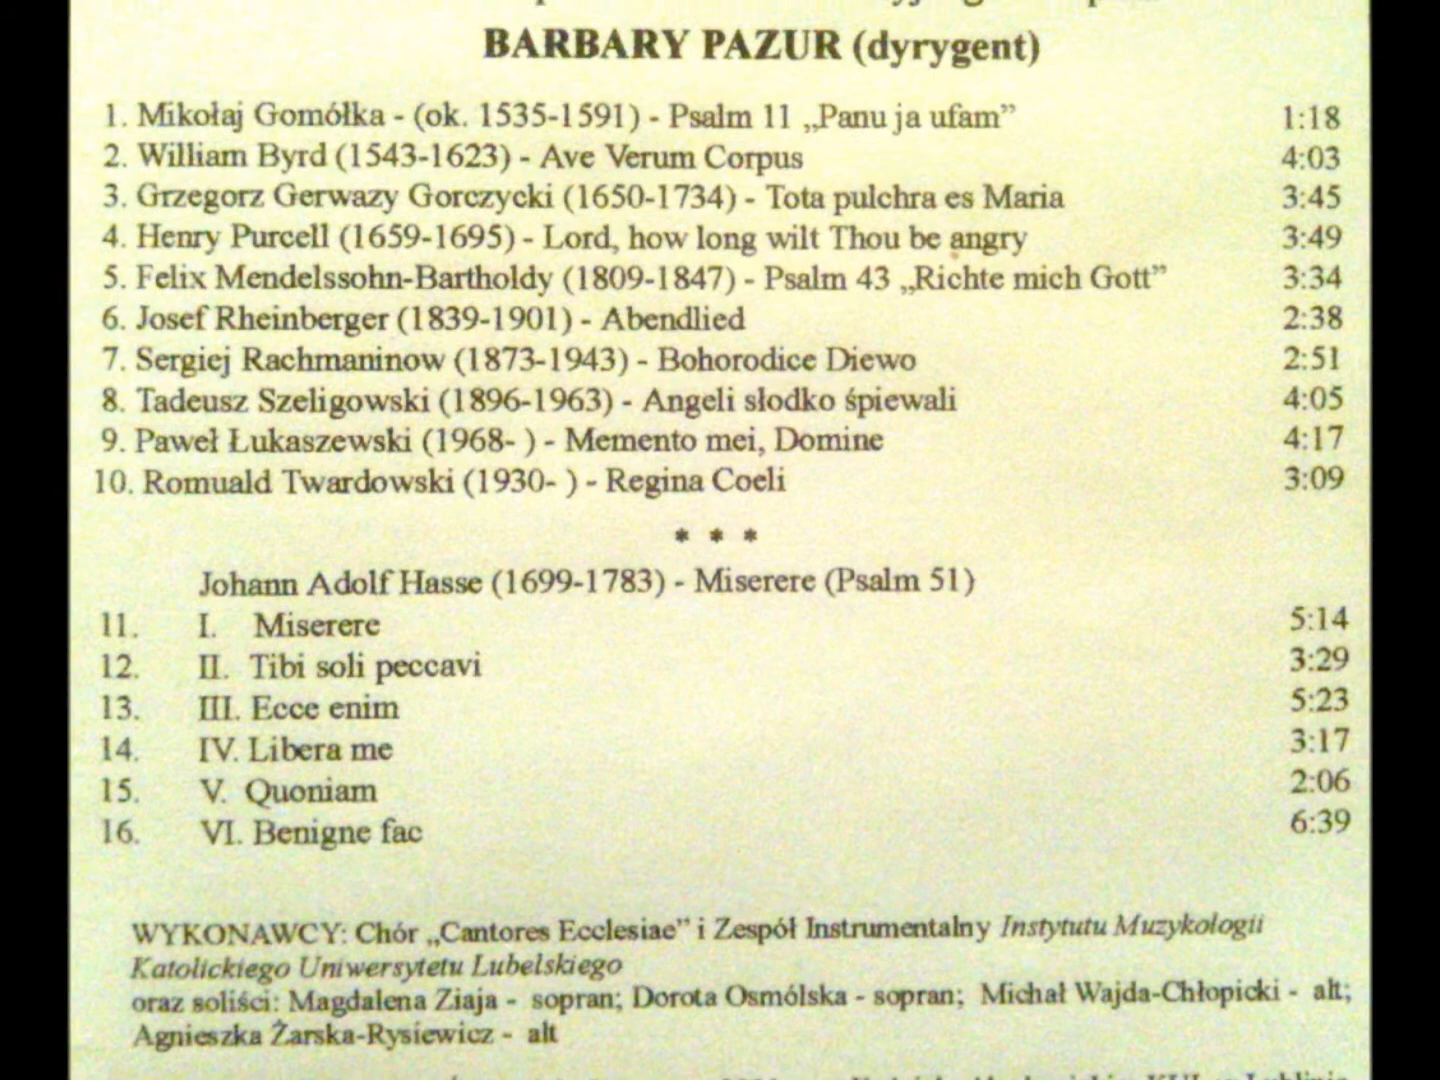 BARBARY PAZUR (dyrygent)
1. Mikołaj Gomółka - (ok. 1535-1591) - Psalm 11 „Panu ja ufam” 1:18
2. William Byrd (1543-1623) - Ave Verum Corpus 4:03
3. Grzegorz Gerwazy Gorczycki (1650-1734) - Tota pulchra es Maria 3:45
4. Henry Purcell (1659-1695) - Lord, how long wilt Thou be angry 3:49
5. Felix Mendelssohn-Bartholdy (1809-1847) - Psalm 43 „Richte mich Gott” 3:34
6. Josef Rheinberger (1839-1901) - Abendlied 2:38
7. Sergiej Rachmaninow (1873-1943) - Bohorodice Diewo 2:51
8. Tadeusz Szeligowski (1896-1963) - Angeli słodko śpiewali 4:05
9. Paweł Łukaszewski (1968- ) - Memento mei, Domine 4:17
10. Romuald Twardowski (1930- ) - Regina Coeli 3:09
* * *
Johann Adolf Hasse (1699-1783) - Miserere (Psalm 51)
11. I. Miserere 5:14
12. II. Tibi soli peccavi 3:29
13. III. Ecce enim 5:23
14. IV. Libera me 3:17
15. V. Quoniam 2:06
16. VI. Benigne fac 6:39
WYKONAWCY: Chór „Cantores Ecclesiae” i Zespół Instrumentalny Instytutu Muzykologii
Katolickiego Uniwersytetu Lubelskiego
oraz soliści: Magdalena Ziaja - sopran; Dorota Osmólska - sopran; Michał Wajda-Chłopicki - alt;
Agnieszka Żarska-Rysiewicz - alt